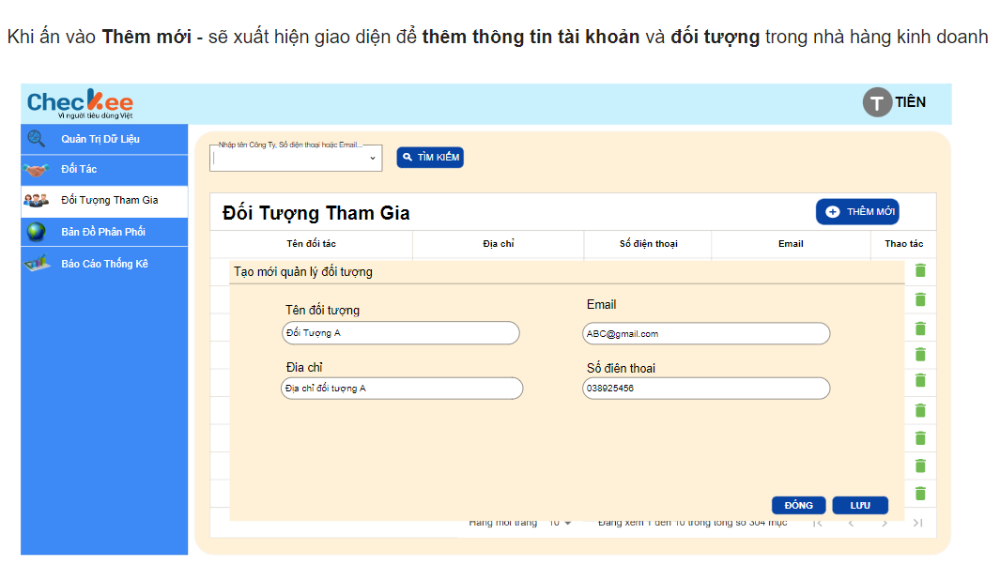 Khi ấn vào Thêm mới - sẽ xuất hiện giao diện để thêm thông tin tài khoản và đối tượng trong nhà hàng kinh doanh
Checkee
Vì người tiêu dùng Việt
T TIÊN
Quản Trị Dữ Liệu
Đối Tác
Đối Tượng Tham Gia
Bản Đồ Phân Phối
Báo Cáo Thống Kê
Nhập tên Công Ty, Số điện thoại hoặc Email...
TÌM KIẾM
Đối Tượng Tham Gia
THÊM MỚI
Tên đối tác Địa chỉ Số điện thoại Email Thao tác
Tạo mới quản lý đối tượng
Tên đối tượng Email
Đối Tượng A ABC@gmail.com
Đia chỉ Số điên thoai
Địa chỉ đối tượng A 038925456
ĐÓNG LƯU
Hàng mỗi trang 10 Đang xem 1 đến 10 trong tổng số 304 mục